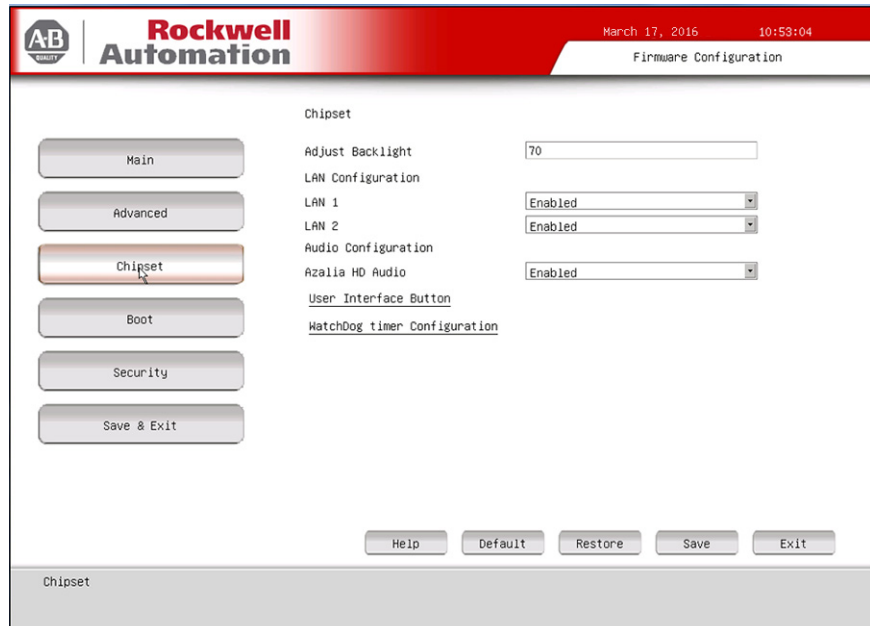 AB
QUALITY
Rockwell
Automation
March 17, 2016 10:53:04
Firmware Configuration
Main
Advanced
Chipset
Boot
Security
Save & Exit
Chipset
Adjust Backlight 70
LAN Configuration
LAN 1 Enabled
LAN 2 Enabled
Audio Configuration
Azalia HD Audio Enabled
User Interface Button
WatchDog timer Configuration
Help Default Restore Save Exit
Chipset